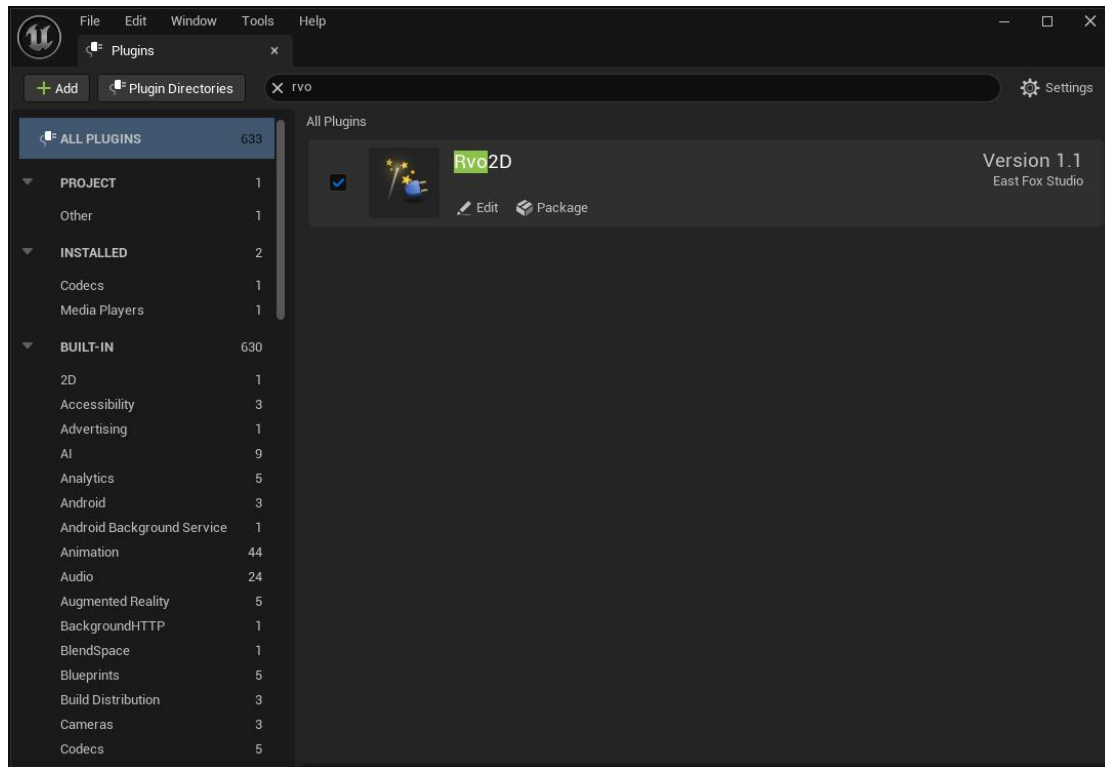 File Edit Window Tools Help
Plugins
Add Plugin Directories rvo Settings
ALL PLUGINS 633
PROJECT 1
Other 1
INSTALLED 2
Codecs 1
Media Players 1
BUILT-IN 630
2D 1
Accessibility 3
Advertising 1
AI 9
Analytics 5
Android 3
Android Background Service 1
Animation 44
Audio 24
Augmented Reality 5
BackgroundHTTP 1
BlendSpace 1
Blueprints 5
Build Distribution 3
Cameras 3
Codecs 5
All Plugins
Rvo2D
Edit Package
Version 1.1
East Fox Studio